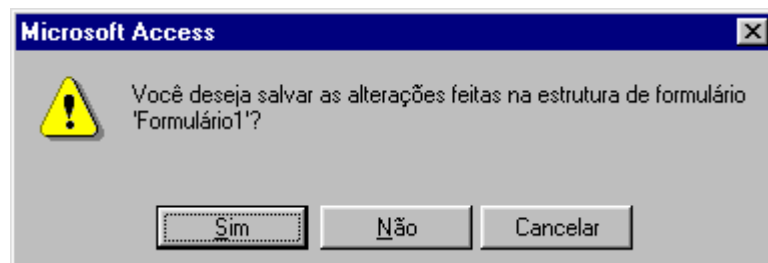 Microsoft Access
Você deseja salvar as alterações feitas na estrutura de formulário
'Formulário1'?
Sim
Não
Cancelar